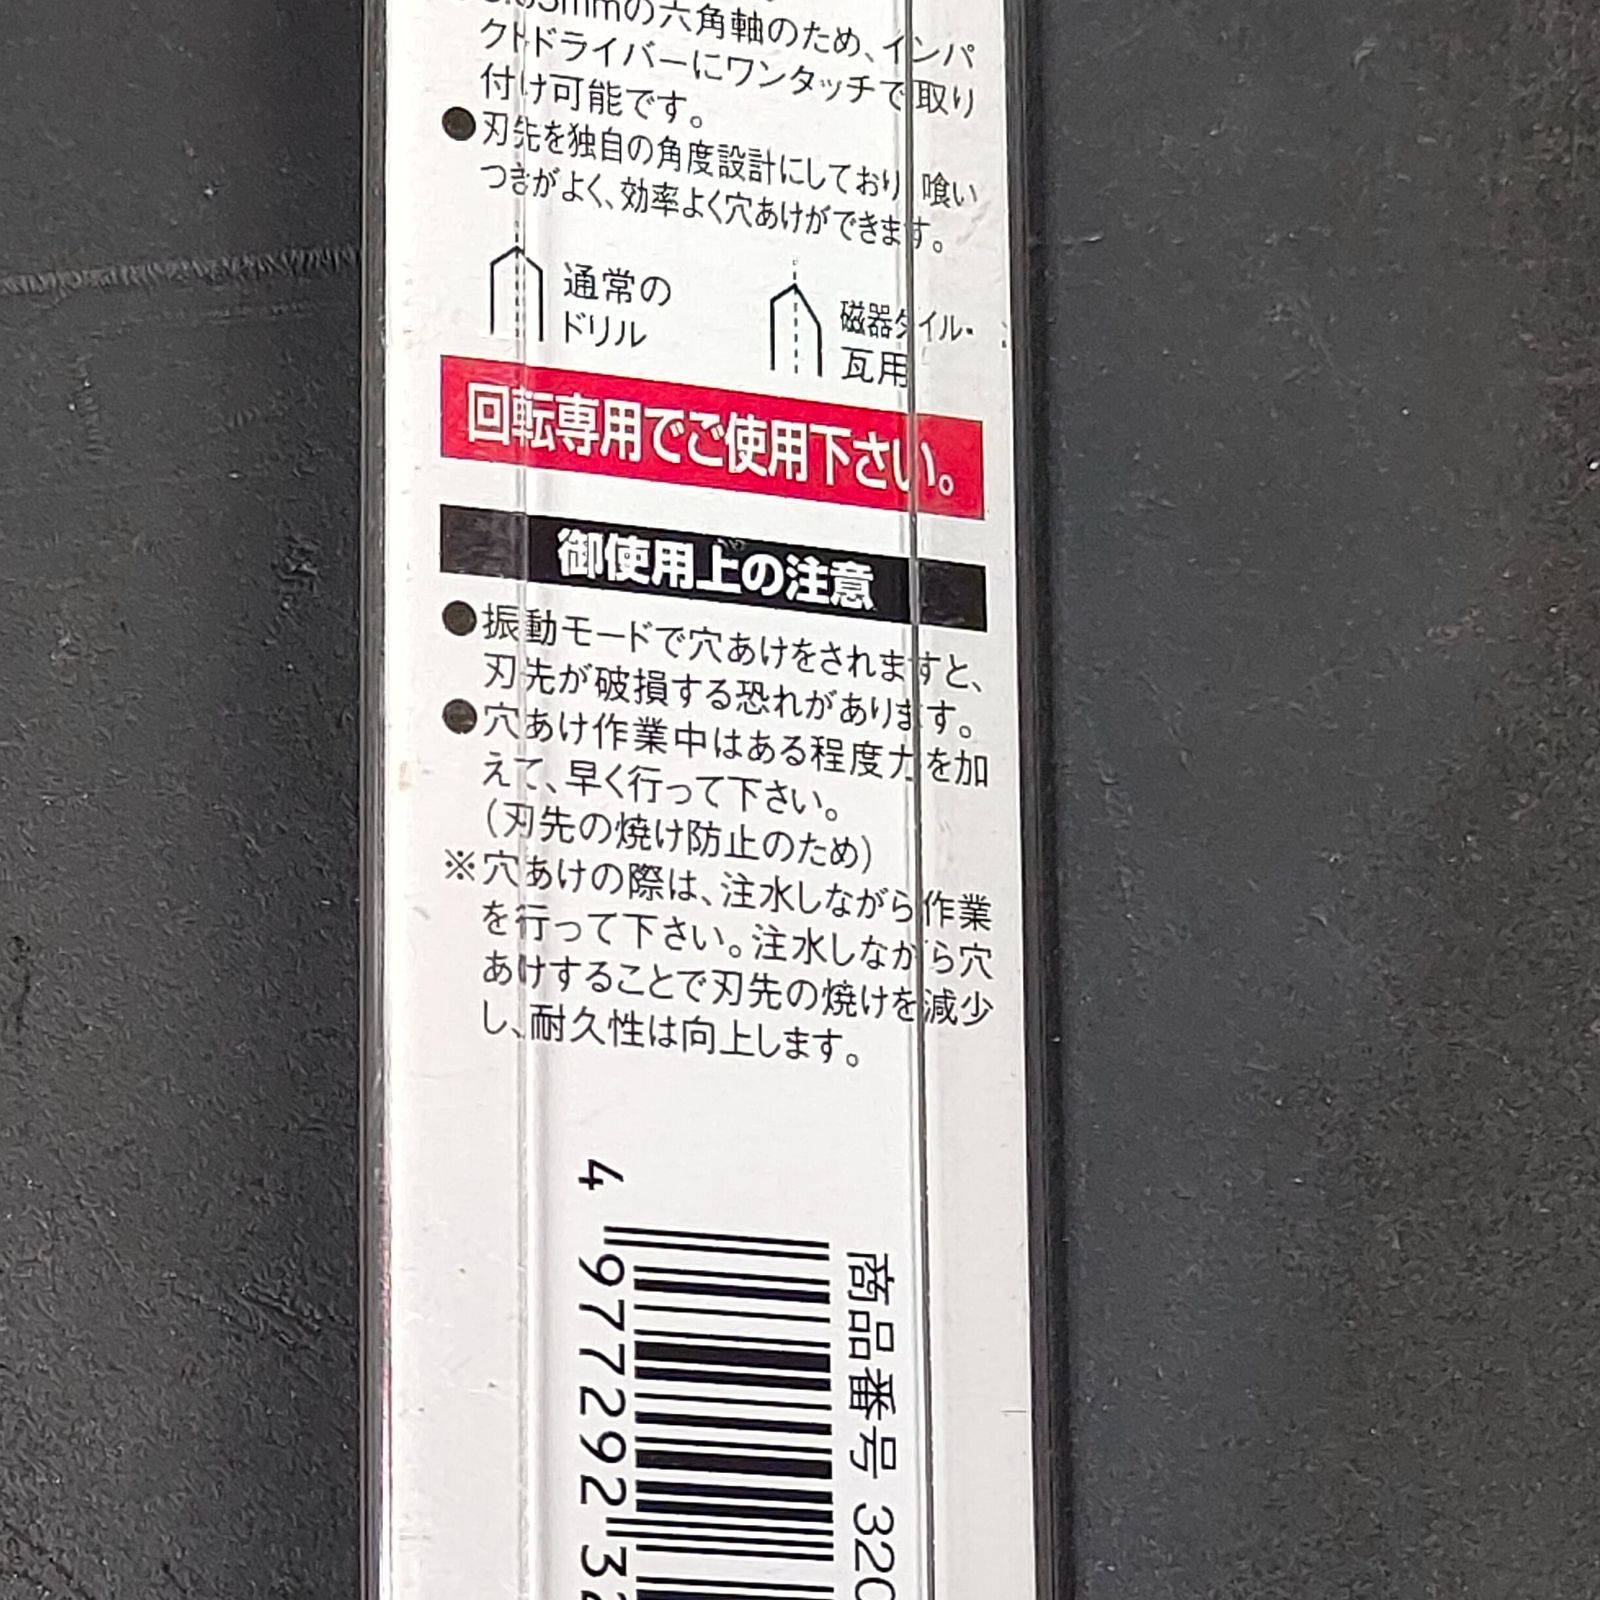 mmの六角軸のため、インパ
クトドライバーにワンタッチで取り
付け可能です。
●刃先を独自の角度設計にしており 喰い
つきがよく、効率よく穴あけができます。
通常の
ドリル
磁器タイル・
瓦用
回転専用でご使用下さい。
御使用上の注意
●振動モードで穴あけをされますと、
刃先が破損する恐れがあります。
●穴あけ作業中はある程度力を加
えて、早く行って下さい。
(刃先の焼け防止のため)
※穴あけの際は、注水しながら作業
を行って下さい。注水しながら穴
あけすることで刃先の焼けを減少
し、耐久性は向上します。
商品番号 320
4 977292 32